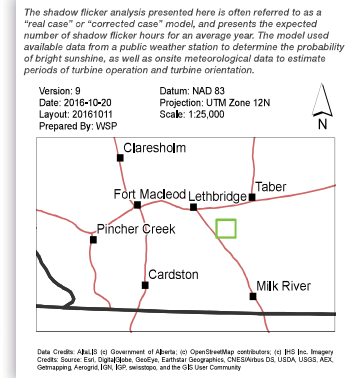 The shadow flicker analysis presented here is often referred to as a
"real case" or "corrected case" model, and presents the expected
number of shadow flicker hours for an average year. The model used
available data from a public weather station to determine the probability
of bright sunshine, as well as onsite meteorological data to estimate
periods of turbine operation and turbine orientation.
Version: 9
Date: 2016-10-20
Layout: 20161011
Prepared By: WSP
Datum: NAD 83
Projection: UTM Zone 12N
Scale: 1:25,000
N
Claresholm
Fort Macleod
Lethbridge
Taber
Pincher Creek
Cardston
Milk River
Data Credits: AltaLIS (c) Government of Alberta; (c) OpenStreetMap contributors; (c) IHS Inc. Imagery
Credits: Source: Esri, DigitalGlobe, GeoEye, Earthstar Geographics, CNES/Airbus DS, USDA, USGS, AEX,
Getmapping, Aerogrid, IGN, IGP, swisstopo, and the GIS User Community